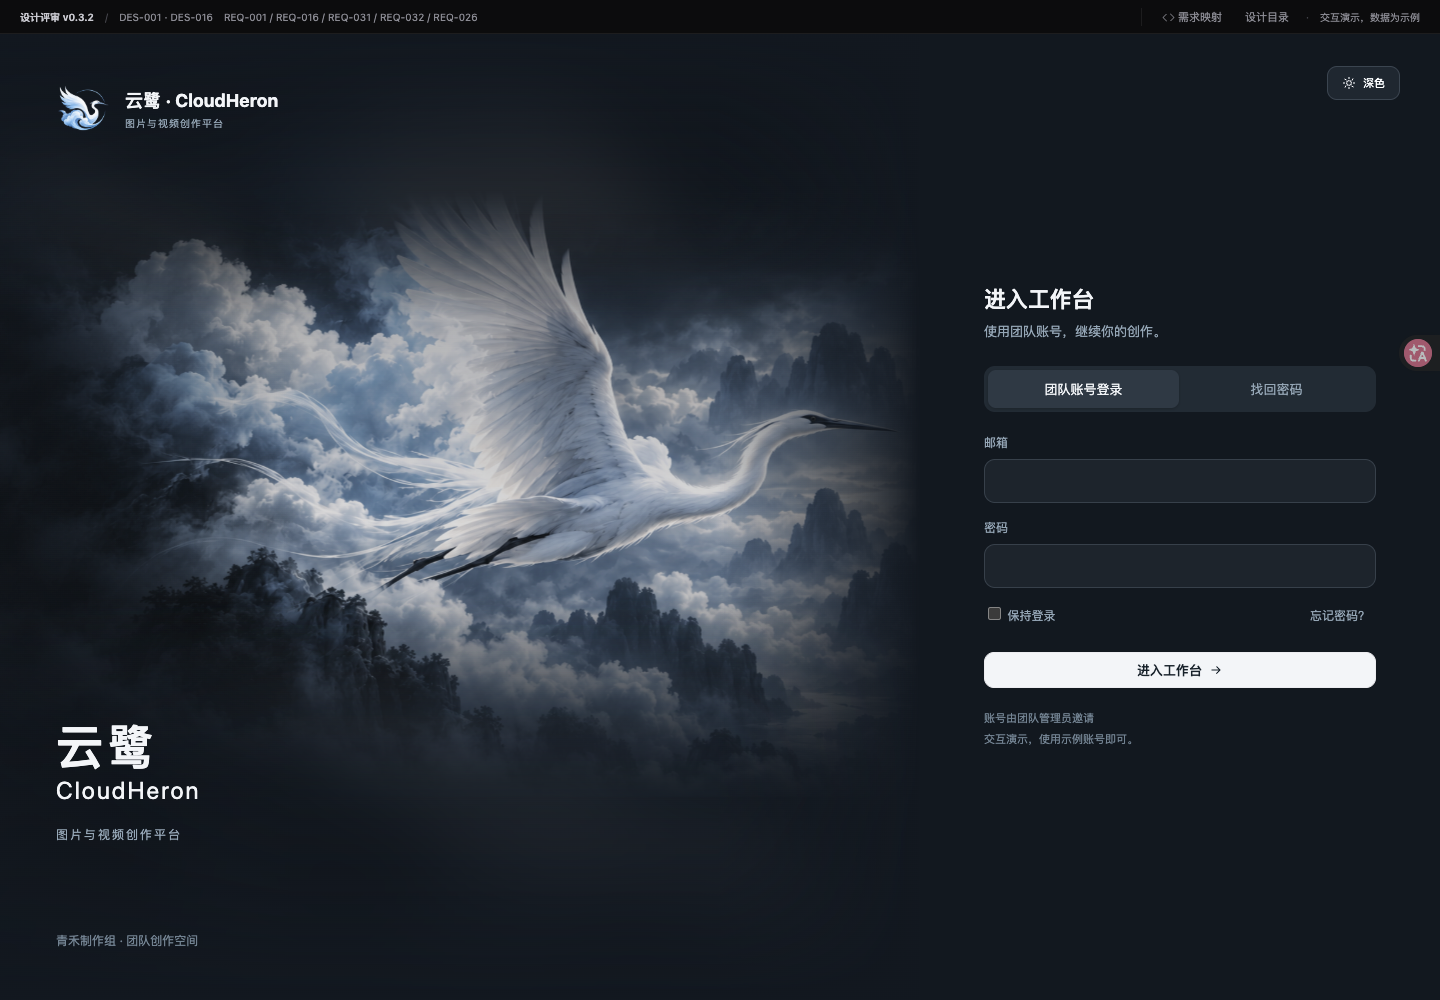 设计评审 v0.3.2 / DES-001 · DES-016 REQ-001 / REQ-016 / REQ-031 / REQ-032 / REQ-026
<> 需求映射 设计目录 · 交互演示，数据为示例
深色
云鹭 · CloudHeron
图片与视频创作平台
进入工作台
使用团队账号，继续你的创作。
团队账号登录 找回密码
邮箱
密码
保持登录 忘记密码?
进入工作台 →
账号由团队管理员邀请
交互演示，使用示例账号即可。
云鹭
CloudHeron
图片与视频创作平台
青禾制作组 · 团队创作空间